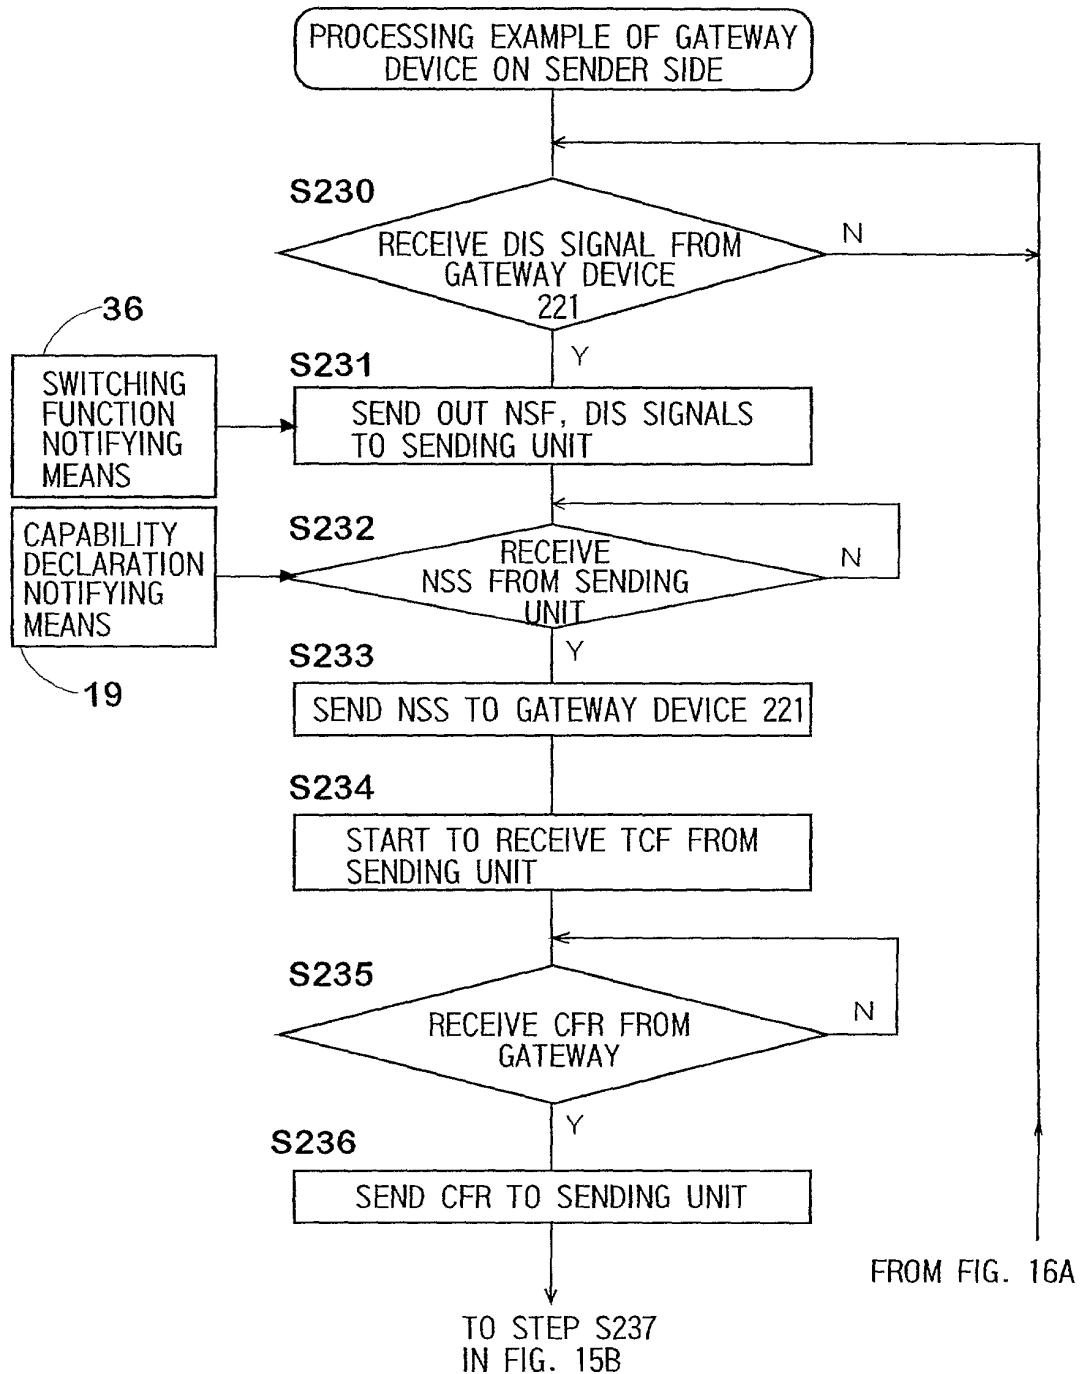 PROCESSING EXAMPLE OF GATEWAY
DEVICE ON SENDER SIDE
S230
RECEIVE DIS SIGNAL FROM
GATEWAY DEVICE
221
N
Y
36
SWITCHING
FUNCTION
NOTIFYING
MEANS
S231
SEND OUT NSF, DIS SIGNALS
TO SENDING UNIT
CAPABILITY
DECLARATION
NOTIFYING
MEANS
19
S232
RECEIVE
NSS FROM SENDING
UNIT
N
Y
S233
SEND NSS TO GATEWAY DEVICE 221
S234
START TO RECEIVE TCF FROM
SENDING UNIT
S235
RECEIVE CFR FROM
GATEWAY
N
Y
S236
SEND CFR TO SENDING UNIT
FROM FIG. 16A
TO STEP S237
IN FIG. 15B